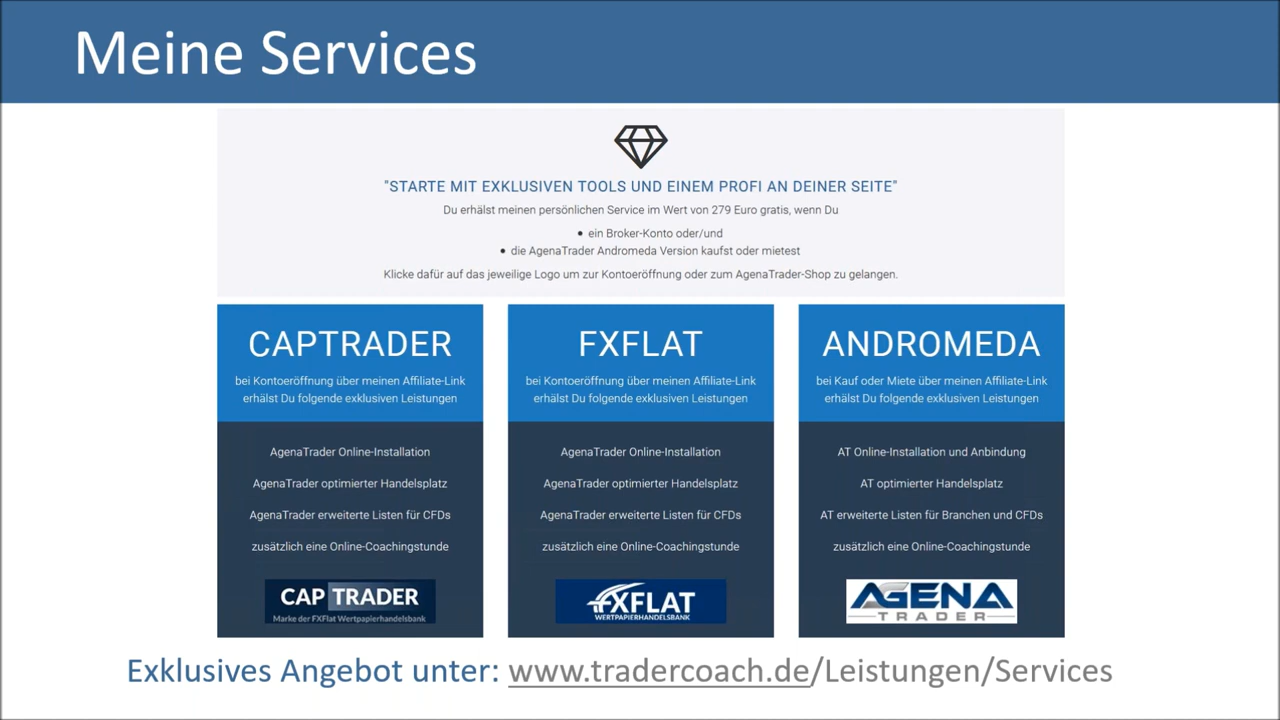 Meine Services
"STARTE MIT EXKLUSIVEN TOOLS UND EINEM PROFI AN DEINER SEITE"
Du erhälst meinen persönlichen Service im Wert von 279 Euro gratis, wenn Du
• ein Broker-Konto oder/und
• die AgenaTrader Andromeda Version kaufst oder mietest
Klicke dafür auf das jeweilige Logo um zur Kontoeröffnung oder zum AgenaTrader-Shop zu gelangen.
CAPTRADER
bei Kontoeröffnung über meinen Affiliate-Link
erhälst Du folgende exklusiven Leistungen
AgenaTrader Online-Installation
AgenaTrader optimierter Handelsplatz
AgenaTrader erweiterte Listen für CFDs
zusätzlich eine Online-Coachingstunde
CAP TRADER
Marke der FXFlat Wertpapierhandelsbank
FXFLAT
bei Kontoeröffnung über meinen Affiliate-Link
erhälst Du folgende exklusiven Leistungen
AgenaTrader Online-Installation
AgenaTrader optimierter Handelsplatz
AgenaTrader erweiterte Listen für CFDs
zusätzlich eine Online-Coachingstunde
FXFLAT
WERTPAPIERHANDELSBANK
ANDROMEDA
bei Kauf oder Miete über meinen Affiliate-Link
erhälst Du folgende exklusiven Leistungen
AT Online-Installation und Anbindung
AT optimierter Handelsplatz
AT erweiterte Listen für Branchen und CFDs
zusätzlich eine Online-Coachingstunde
AGENA
TRADER
Exklusives Angebot unter: www.tradercoach.de/Leistungen/Services